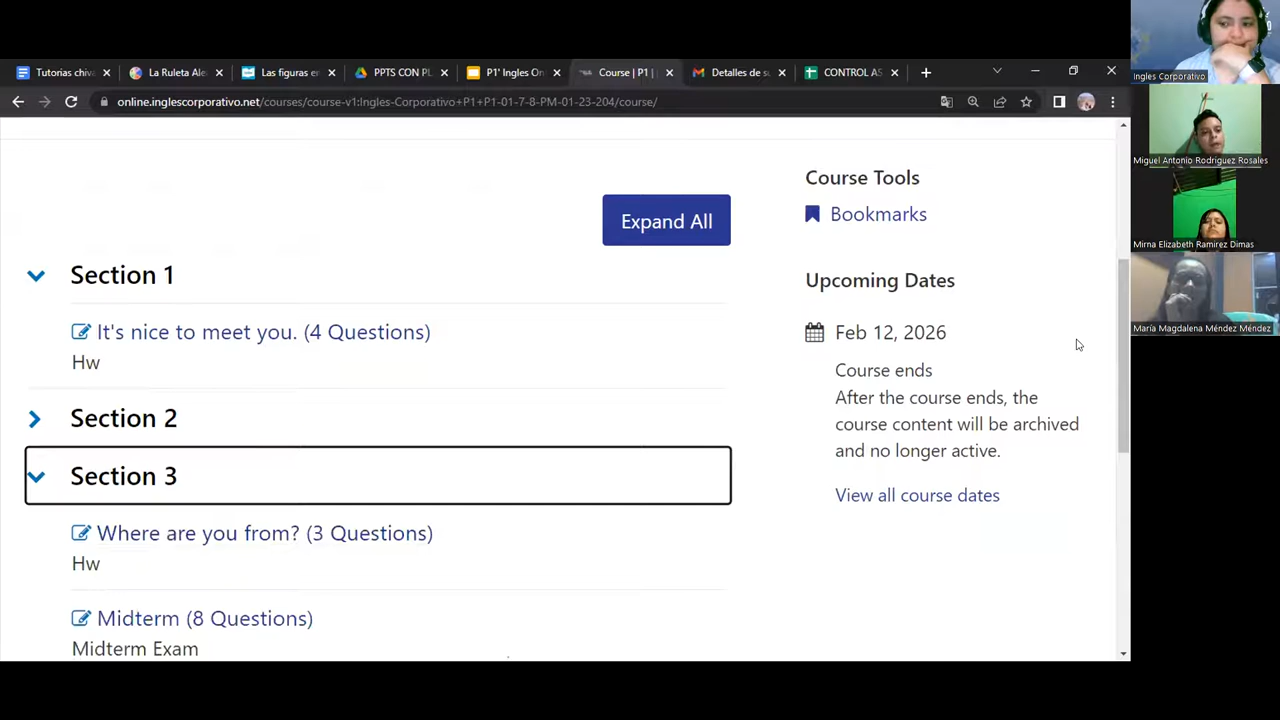 Tutorias chiva
La Ruleta Ale
Las figuras en
PPTS CON PL
P1' Ingles On
Course | P1 |
Detalles de su
CONTROL AS
online.inglescorporativo.net/courses/course-v1:Ingles-Corporativo+P1+P1-01-7-8-PM-01-23-204/course/
Ingles Corporativo
Miguel Antonio Rodriguez Rosales
Mirna Elizabeth Ramirez Dimas
María Magdalena Méndez Méndez
Expand All
Section 1
It's nice to meet you. (4 Questions)
Hw
Section 2
Section 3
Where are you from? (3 Questions)
Hw
Midterm (8 Questions)
Midterm Exam
Course Tools
Bookmarks
Upcoming Dates
Feb 12, 2026
Course ends
After the course ends, the
course content will be archived
and no longer active.
View all course dates